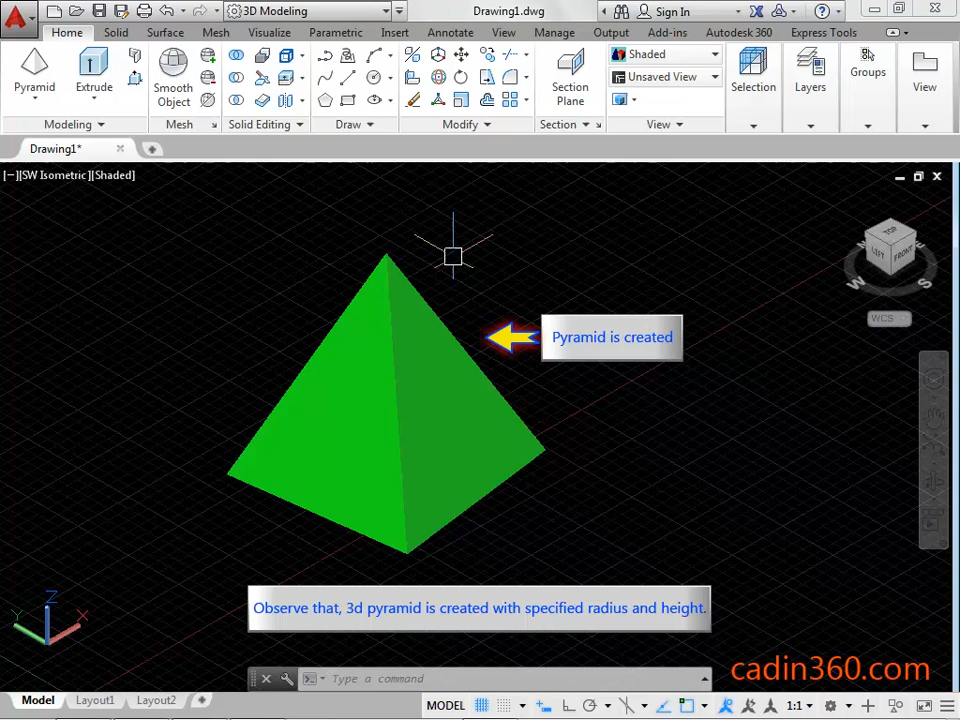 3D Modeling
Drawing1.dwg
Sign In
Home Solid Surface Mesh Visualize Parametric Insert Annotate View Manage Output Add-ins Autodesk 360 Express Tools
Pyramid
Extrude
Smooth
Object
Section
Plane
Shaded
Unsaved View
Selection
Layers
Groups
View
Modeling
Mesh
Solid Editing
Draw
Modify
Section
View
Drawing1*
[−][SW Isometric][Shaded]
TOP
LEFT
FRONT
W
S
E
WCS
Pyramid is created
Observe that, 3d pyramid is created with specified radius and height.
Z
Y
X
Type a command
cadin360.com
Model Layout1 Layout2
MODEL
1:1